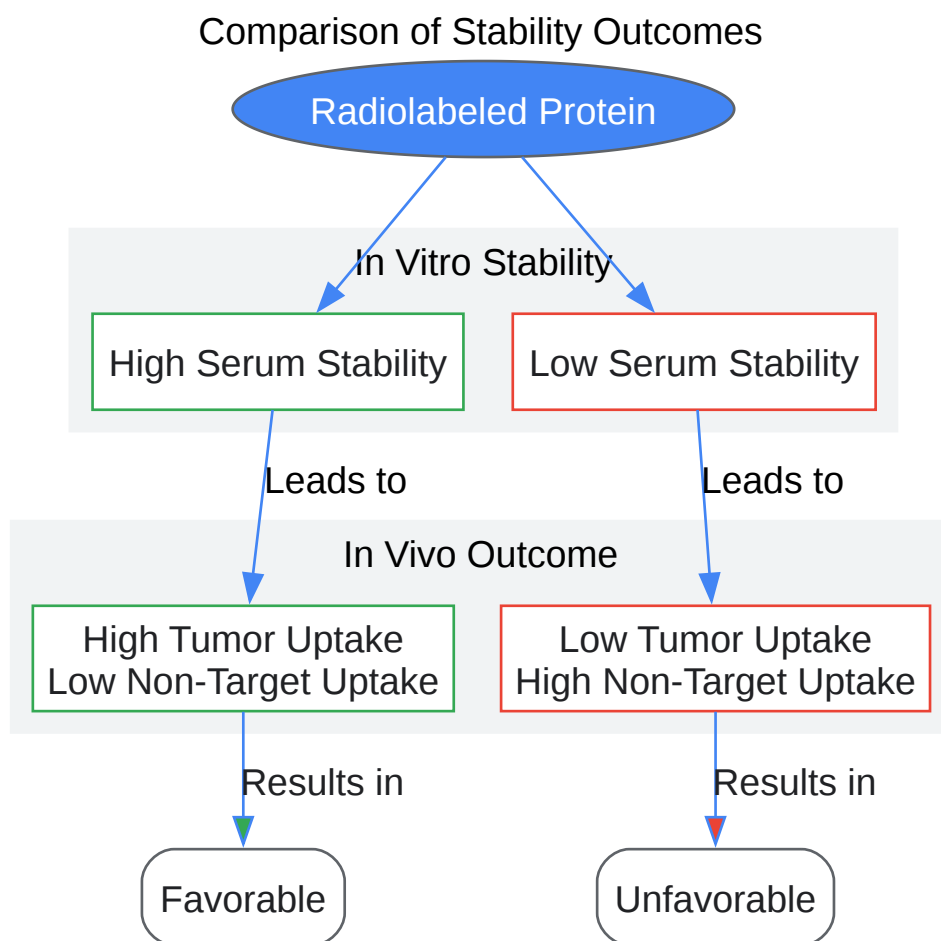 Comparison of Stability Outcomes
Radiolabeled Protein
In Vitro Stability
High Serum Stability
Low Serum Stability
Leads to
Leads to
In Vivo Outcome
High Tumor Uptake
Low Non-Target Uptake
Low Tumor Uptake
High Non-Target Uptake
Results in
Results in
Favorable
Unfavorable